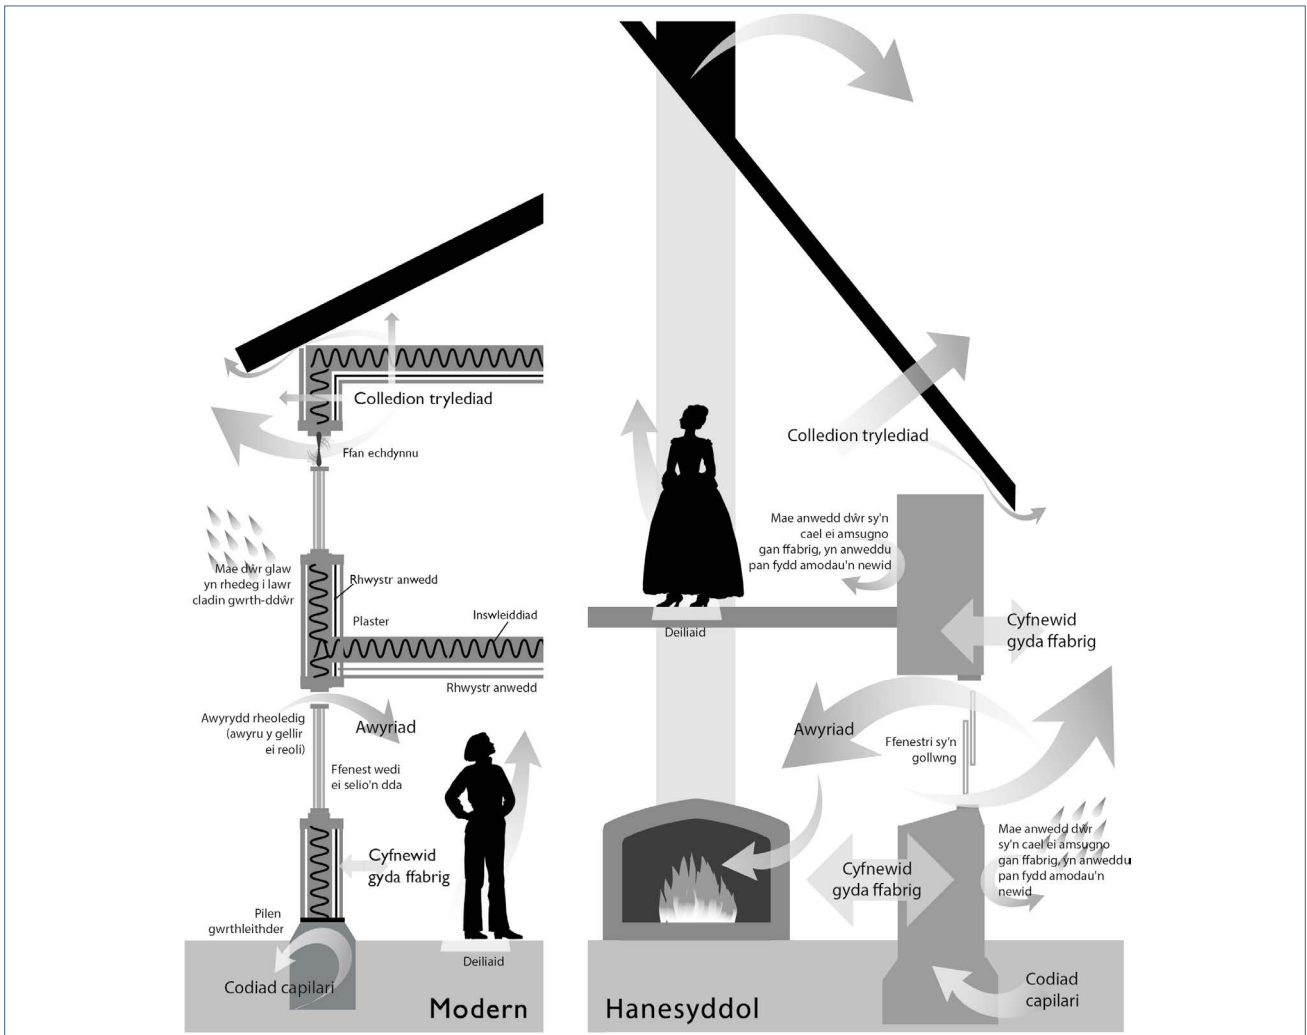 Colledion trylediad
Ffan echdynnu
Mae dŵr glaw
yn rhedeg i lawr
cladin gwrth-ddŵr
Rhwystr anwedd
Plaster
Inswleiddiad
Rhwystr anwedd
Awyrydd rheoledig
(awyru y gellir
ei reoli)
Awyriad
Ffenest wedi
ei selio'n dda
Cyfnewid
gyda ffabrig
Pilen
gwrthleithder
Codiad capilari
Deiliaid
Modern
Colledion trylediad
Mae anwedd dŵr sy'n
cael ei amsugno
gan ffabrig, yn anweddu
pan fydd amodau'n newid
Deiliaid
Cyfnewid
gyda ffabrig
Awyriad
Ffenestri sy'n
gollwng
Mae anwedd dŵr
sy'n cael ei amsugno
gan ffabrig, yn anweddu
pan fydd amodau'n
newid
Cyfnewid
gyda ffabrig
Codiad
capilari
Hanesyddol